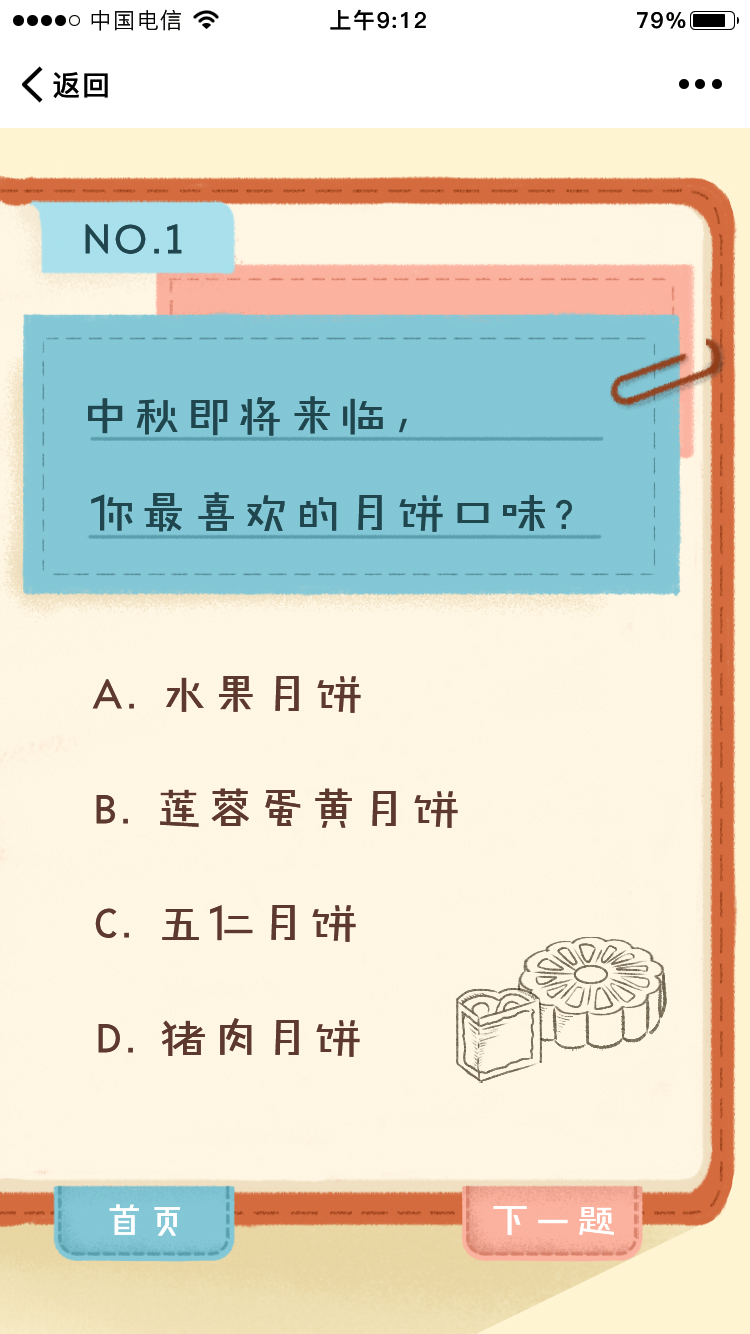 中国电信 上午9:12 79%
返回
NO.1
中秋即将来临,
你最喜欢的月饼口味?
A. 水果月饼
B. 莲蓉蛋黄月饼
C. 五仁月饼
D. 猪肉月饼
首页 下一题